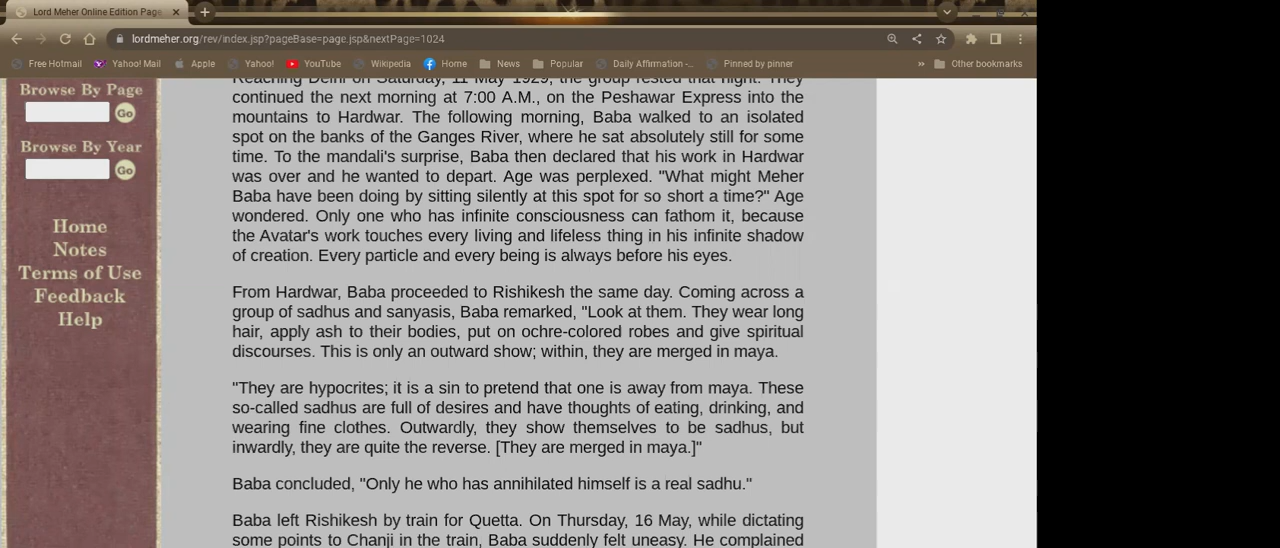 Lord Meher Online Edition Page
lordmeher.org/rev/index.jsp?pageBase=page.jsp&nextPage=1024
Free Hotmail Yahoo! Mail Apple Yahoo! YouTube Wikipedia Home News Popular Daily Affirmation -... Pinned by pinner » Other bookmarks
Browse By Page
Go
Browse By Year
Go
Home
Notes
Terms of Use
Feedback
Help
Reaching Delhi on Saturday, 11 May 1929, the group rested that night. They
continued the next morning at 7:00 A.M., on the Peshawar Express into the
mountains to Hardwar. The following morning, Baba walked to an isolated
spot on the banks of the Ganges River, where he sat absolutely still for some
time. To the mandali's surprise, Baba then declared that his work in Hardwar
was over and he wanted to depart. Age was perplexed. "What might Meher
Baba have been doing by sitting silently at this spot for so short a time?" Age
wondered. Only one who has infinite consciousness can fathom it, because
the Avatar's work touches every living and lifeless thing in his infinite shadow
of creation. Every particle and every being is always before his eyes.
From Hardwar, Baba proceeded to Rishikesh the same day. Coming across a
group of sadhus and sanyasis, Baba remarked, "Look at them. They wear long
hair, apply ash to their bodies, put on ochre-colored robes and give spiritual
discourses. This is only an outward show; within, they are merged in maya.
"They are hypocrites; it is a sin to pretend that one is away from maya. These
so-called sadhus are full of desires and have thoughts of eating, drinking, and
wearing fine clothes. Outwardly, they show themselves to be sadhus, but
inwardly, they are quite the reverse. [They are merged in maya.]"
Baba concluded, "Only he who has annihilated himself is a real sadhu."
Baba left Rishikesh by train for Quetta. On Thursday, 16 May, while dictating
some points to Chanji in the train, Baba suddenly felt uneasy. He complained